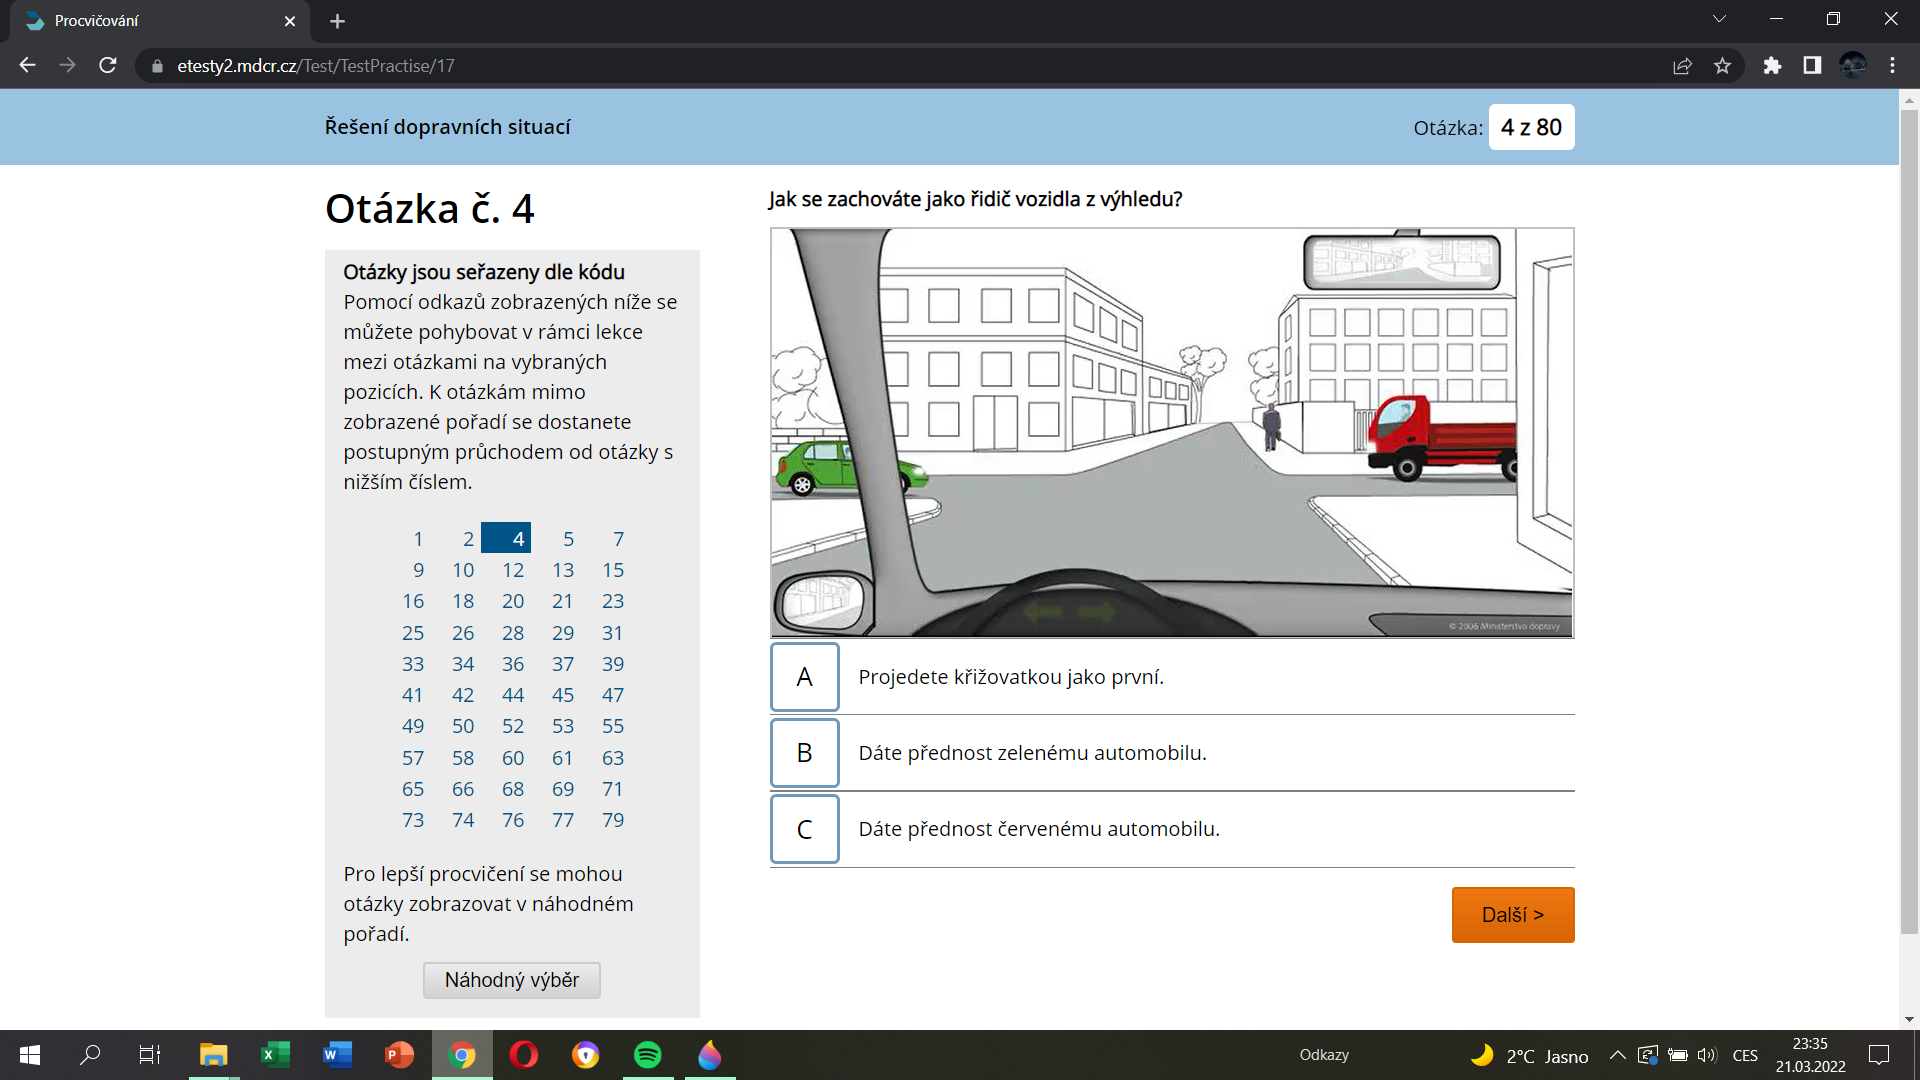 Procvičování
etesty2.mdcr.cz/Test/TestPractise/17
Řešení dopravních situací
Otázka: 4 z 80
Otázka č. 4
Otázky jsou seřazeny dle kódu
Pomocí odkazů zobrazených níže se
můžete pohybovat v rámci lekce
mezi otázkami na vybraných
pozicích. K otázkám mimo
zobrazené pořadí se dostanete
postupným průchodem od otázky s
nižším číslem.
1 2 4 5 7
9 10 12 13 15
16 18 20 21 23
25 26 28 29 31
33 34 36 37 39
41 42 44 45 47
49 50 52 53 55
57 58 60 61 63
65 66 68 69 71
73 74 76 77 79
Pro lepší procvičení se mohou
otázky zobrazovat v náhodném
pořadí.
Náhodný výběr
Jak se zachováte jako řidič vozidla z výhledu?
© 2006 Ministerstvo dopravy
A Projedete křižovatkou jako první.
B Dáte přednost zelenému automobilu.
C Dáte přednost červenému automobilu.
Další >
Odkazy
2°C Jasno
CES
23:35
21.03.2022